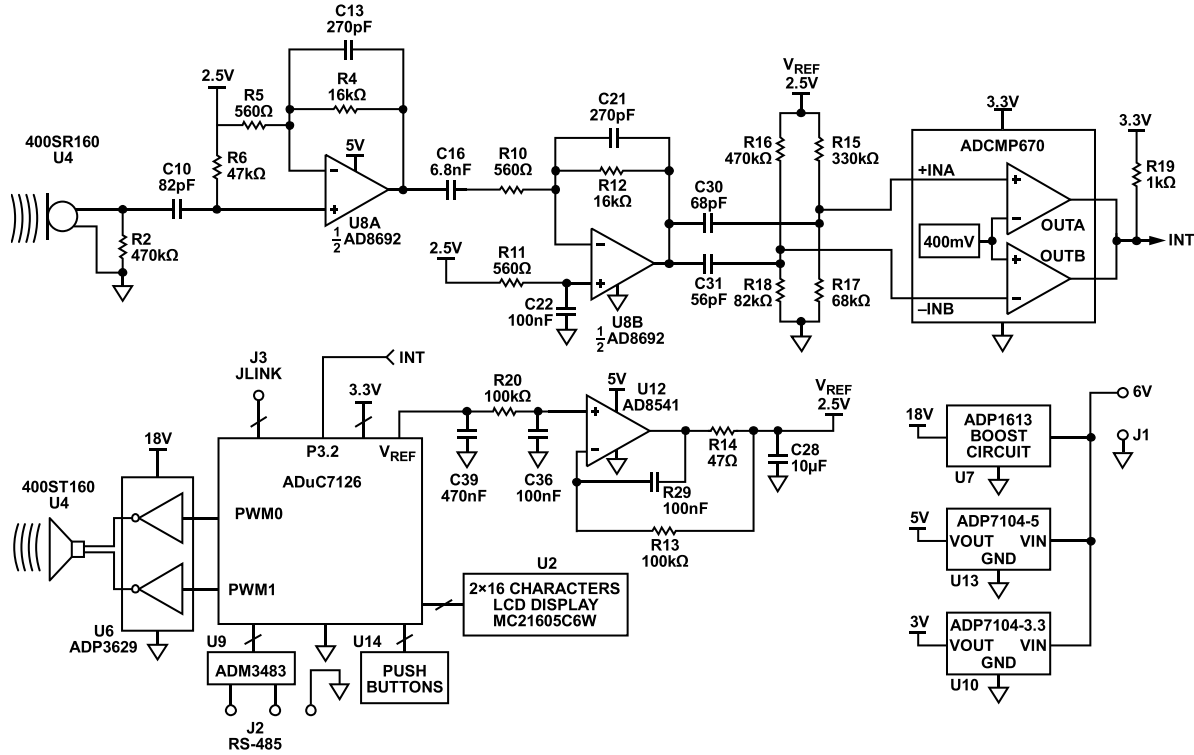 C13
270pF
2.5V
R5
560Ω
R4
16kΩ
400SR160
U4
C10
82pF
R6
47kΩ
5V
–
+
U8A
1/2 AD8692
R2
470kΩ
C16
6.8nF
R10
560Ω
C21
270pF
R12
16kΩ
2.5V
R11
560Ω
C22
100nF
–
+
U8B
1/2 AD8692
C30
68pF
C31
56pF
VREF
2.5V
R16
470kΩ
R15
330kΩ
R18
82kΩ
R17
68kΩ
3.3V
ADCMP670
+INA
+
–
OUTA
400mV
OUTB
+
–
–INB
3.3V
R19
1kΩ
INT
J3
JLINK
INT
3.3V
P3.2
VREF
ADuC7126
18V
400ST160
U4
PWM0
PWM1
U6
ADP3629
U9
ADM3483
J2
RS-485
U14
PUSH
BUTTONS
U2
2×16 CHARACTERS
LCD DISPLAY
MC21605C6W
R20
100kΩ
C39
470nF
C36
100nF
5V
U12
AD8541
+
–
R14
47Ω
R29
100nF
R13
100kΩ
VREF
2.5V
C28
10µF
18V
ADP1613
BOOST
CIRCUIT
U7
6V
J1
5V
ADP7104-5
VOUT VIN
GND
U13
3V
ADP7104-3.3
VOUT VIN
GND
U10